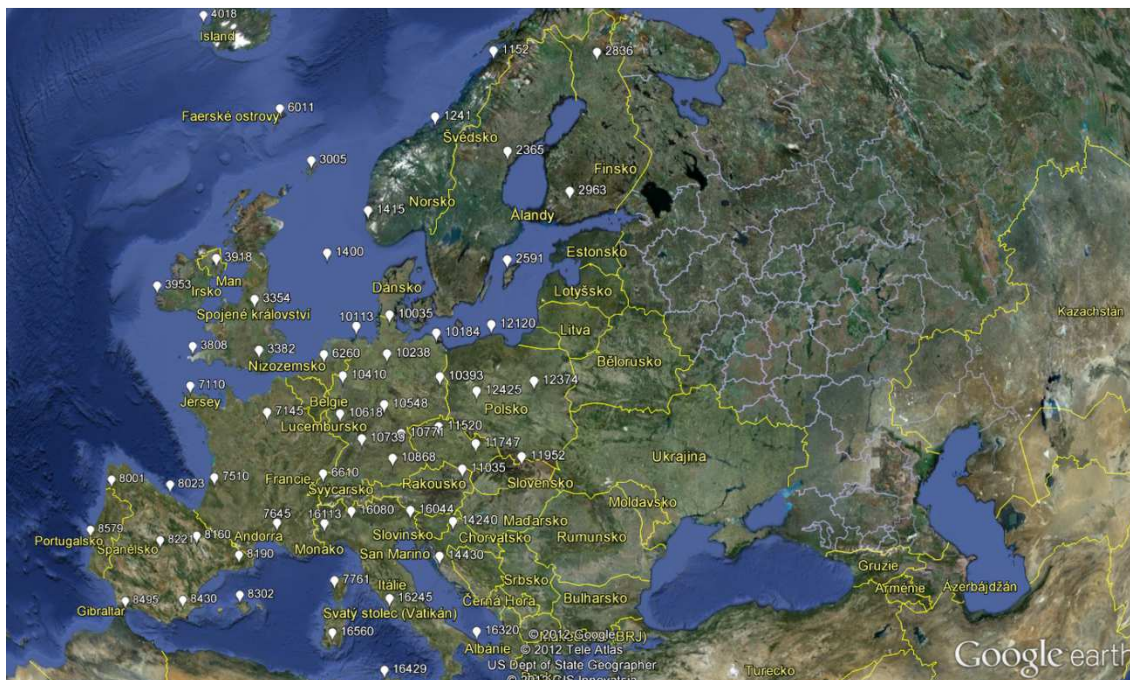 4018
Island
1152
2836
6011
Faerské ostrovy
1241
Švédsko
2365
3005
Finsko
2963
Norsko
1415
Álandy
1400
2591
Estonsko
3918
Man
3953
Irsko
Dánsko
Lotyšsko
3354
Spojené království
Kazachstán
10035
10113
10184
12120
Litva
3808
3382
6260
10238
Bělorusko
Nizozemsko
10410
10393
12374
7110
Jersey
12425
Belgie
10548
Polsko
7145
10618
Lucembursko
11520
10771
10739
11747
Ukrajina
10868
11952
11035
8001
8023
7510
6610
Francie
Švýcarsko
Rakousko
Slovensko
Moldavsko
16080
16044
8579
7645
16113
14240
Maďarsko
Portugalsko
8160
8221
Andorra
Slovinsko
Chorvatsko
Rumunsko
Španělsko
8190
Monako
San Marino
14430
Gruzie
7761
Itálie
Srbsko
Arménie
Ázerbájdžán
8495
8430
8302
16245
Černá Hora
Bulharsko
Gibraltar
Svatý stolec (Vatikán)
16560
16320
© 2012 Google
(BRJ)
Albánie
© 2012 Tele Atlas
US Dept of State Geographer
16429
Turecko
Google earth